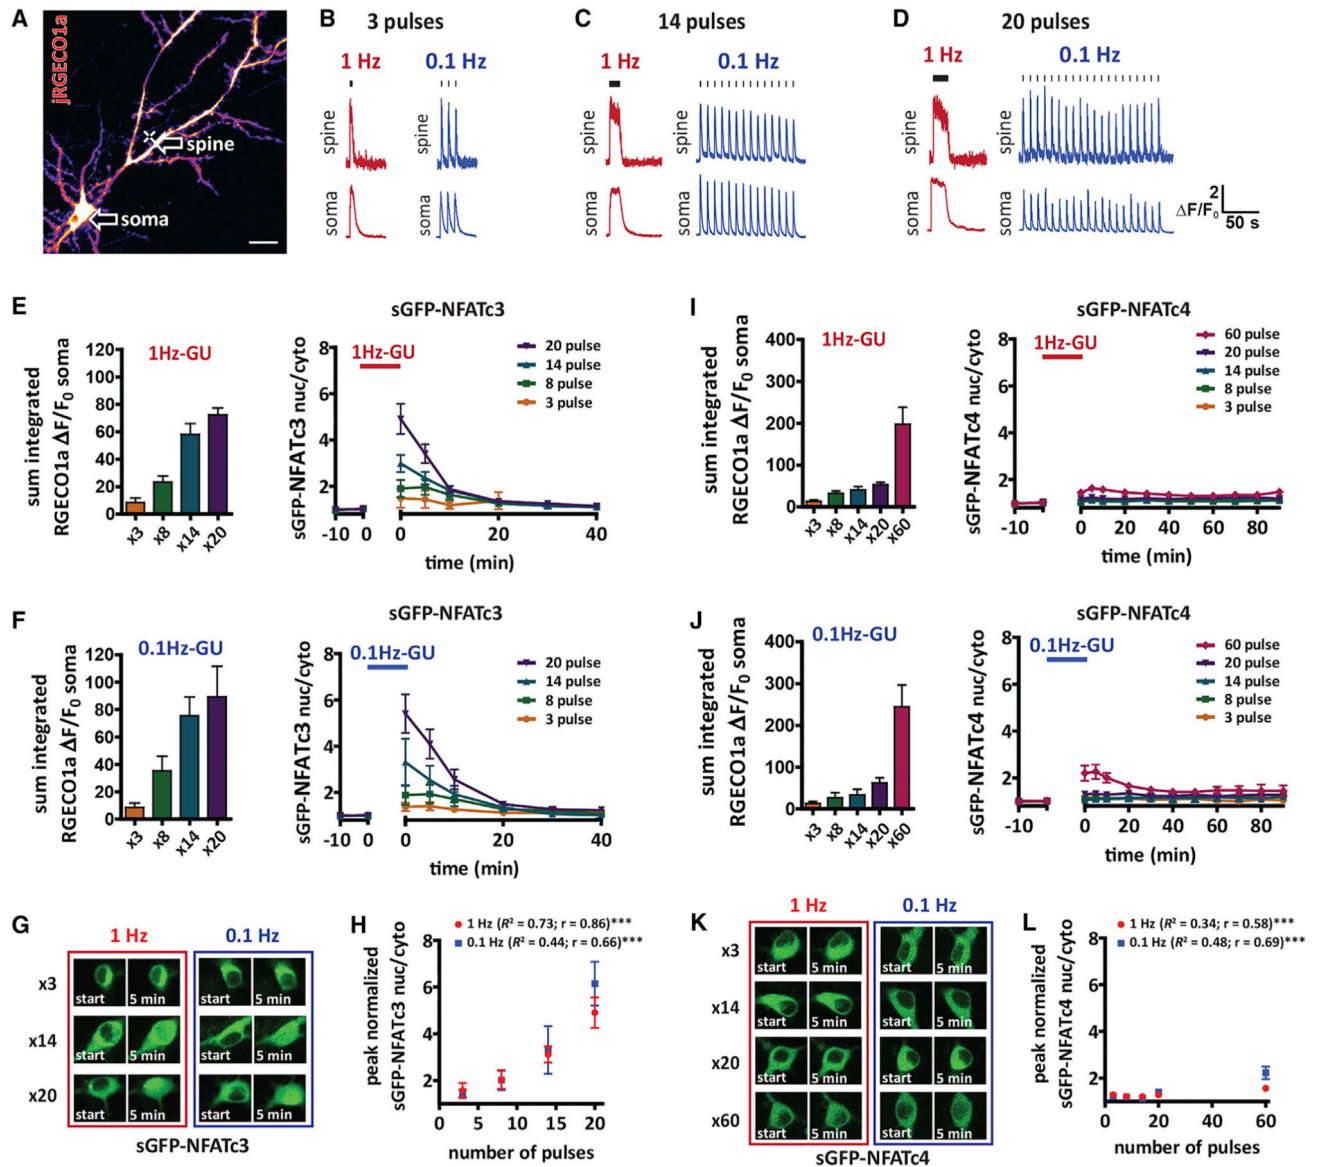 A
jRGECO1a
spine
soma
B
3 pulses
1 Hz
0.1 Hz
spine
soma
C
14 pulses
1 Hz
0.1 Hz
spine
soma
D
20 pulses
1 Hz
0.1 Hz
spine
soma
2
ΔF/F0
50 s
E
sum integrated
RGECO1a ΔF/F0 soma
1Hz-GU
120
100
80
60
40
20
0
x3 x8 x14 x20
sGFP-NFATc3
sGFP-NFATc3 nuc/cyto
1Hz-GU
8
6
4
2
20 pulse
14 pulse
8 pulse
3 pulse
-10 0 0 20 40
time (min)
I
sum integrated
RGECO1a ΔF/F0 soma
1Hz-GU
400
300
200
100
0
x3 x8 x14 x20 x60
sGFP-NFATc4
sGFP-NFATc4 nuc/cyto
1Hz-GU
8
6
4
2
60 pulse
20 pulse
14 pulse
8 pulse
3 pulse
-10 0 20 40 60 80
time (min)
F
sum integrated
RGECO1a ΔF/F0 soma
0.1Hz-GU
120
100
80
60
40
20
0
x3 x8 x14 x20
sGFP-NFATc3
sGFP-NFATc3 nuc/cyto
0.1Hz-GU
8
6
4
2
20 pulse
14 pulse
8 pulse
3 pulse
-10 0 0 20 40
time (min)
J
sum integrated
RGECO1a ΔF/F0 soma
0.1Hz-GU
400
300
200
100
0
x3 x8 x14 x20 x60
sGFP-NFATc4
sGFP-NFATc4 nuc/cyto
0.1Hz-GU
8
6
4
2
60 pulse
20 pulse
14 pulse
8 pulse
3 pulse
-10 0 20 40 60 80
time (min)
G
1 Hz
0.1 Hz
x3
start 5 min start 5 min
x14
start 5 min start 5 min
x20
start 5 min start 5 min
sGFP-NFATc3
H
1 Hz (R² = 0.73; r = 0.86)***
0.1 Hz (R² = 0.44; r = 0.66)***
peak normalized
sGFP-NFATc3 nuc/cyto
8
6
4
2
0 5 10 15 20
number of pulses
K
1 Hz
0.1 Hz
x3
start 5 min start 5 min
x14
start 5 min start 5 min
x20
start 5 min start 5 min
x60
start 5 min start 5 min
sGFP-NFATc4
L
1 Hz (R² = 0.34; r = 0.58)***
0.1 Hz (R² = 0.48; r = 0.69)***
peak normalized
sGFP-NFATc4 nuc/cyto
8
6
4
2
0 20 40 60
number of pulses